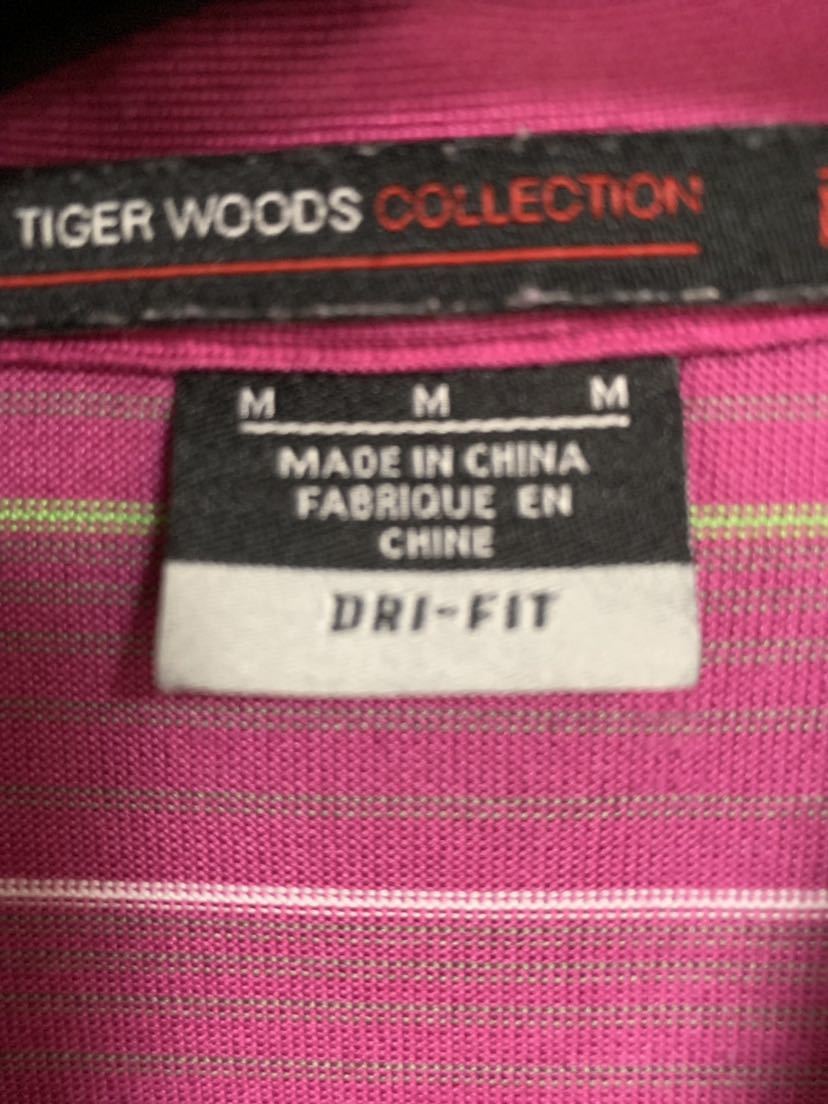 TIGER WOODS COLLECTION
M M M
MADE IN CHINA
FABRIQUE EN
CHINE
DRI-FIT